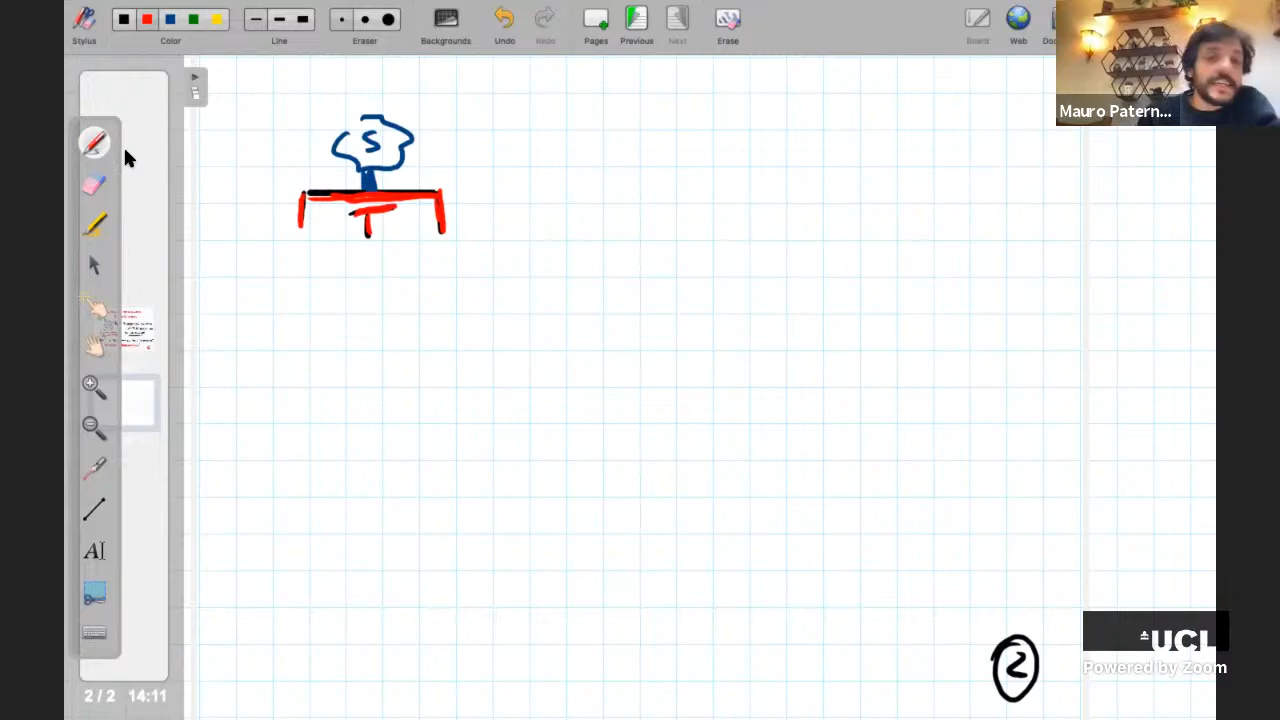 Stylus Color Line Eraser Backgrounds Undo Redo Pages Previous Next Erase Board Web
Mauro Patern...
S
T
AI
2
2 / 2 14:11
UCL
Powered by Zoom